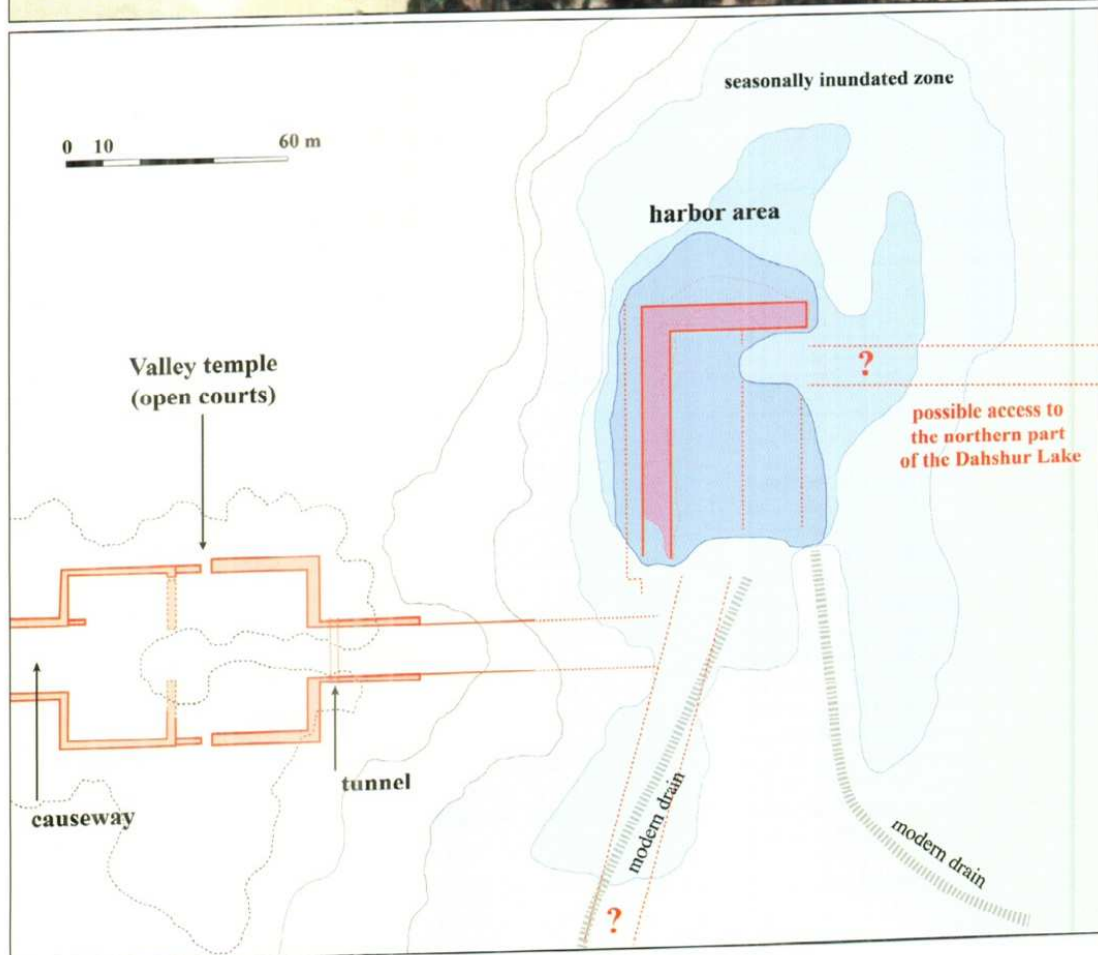 seasonally inundated zone
0 10 60 m
harbor area
Valley temple
(open courts)
?
possible access to
the northern part
of the Dahshur Lake
tunnel
causeway
modern drain
modern drain
?